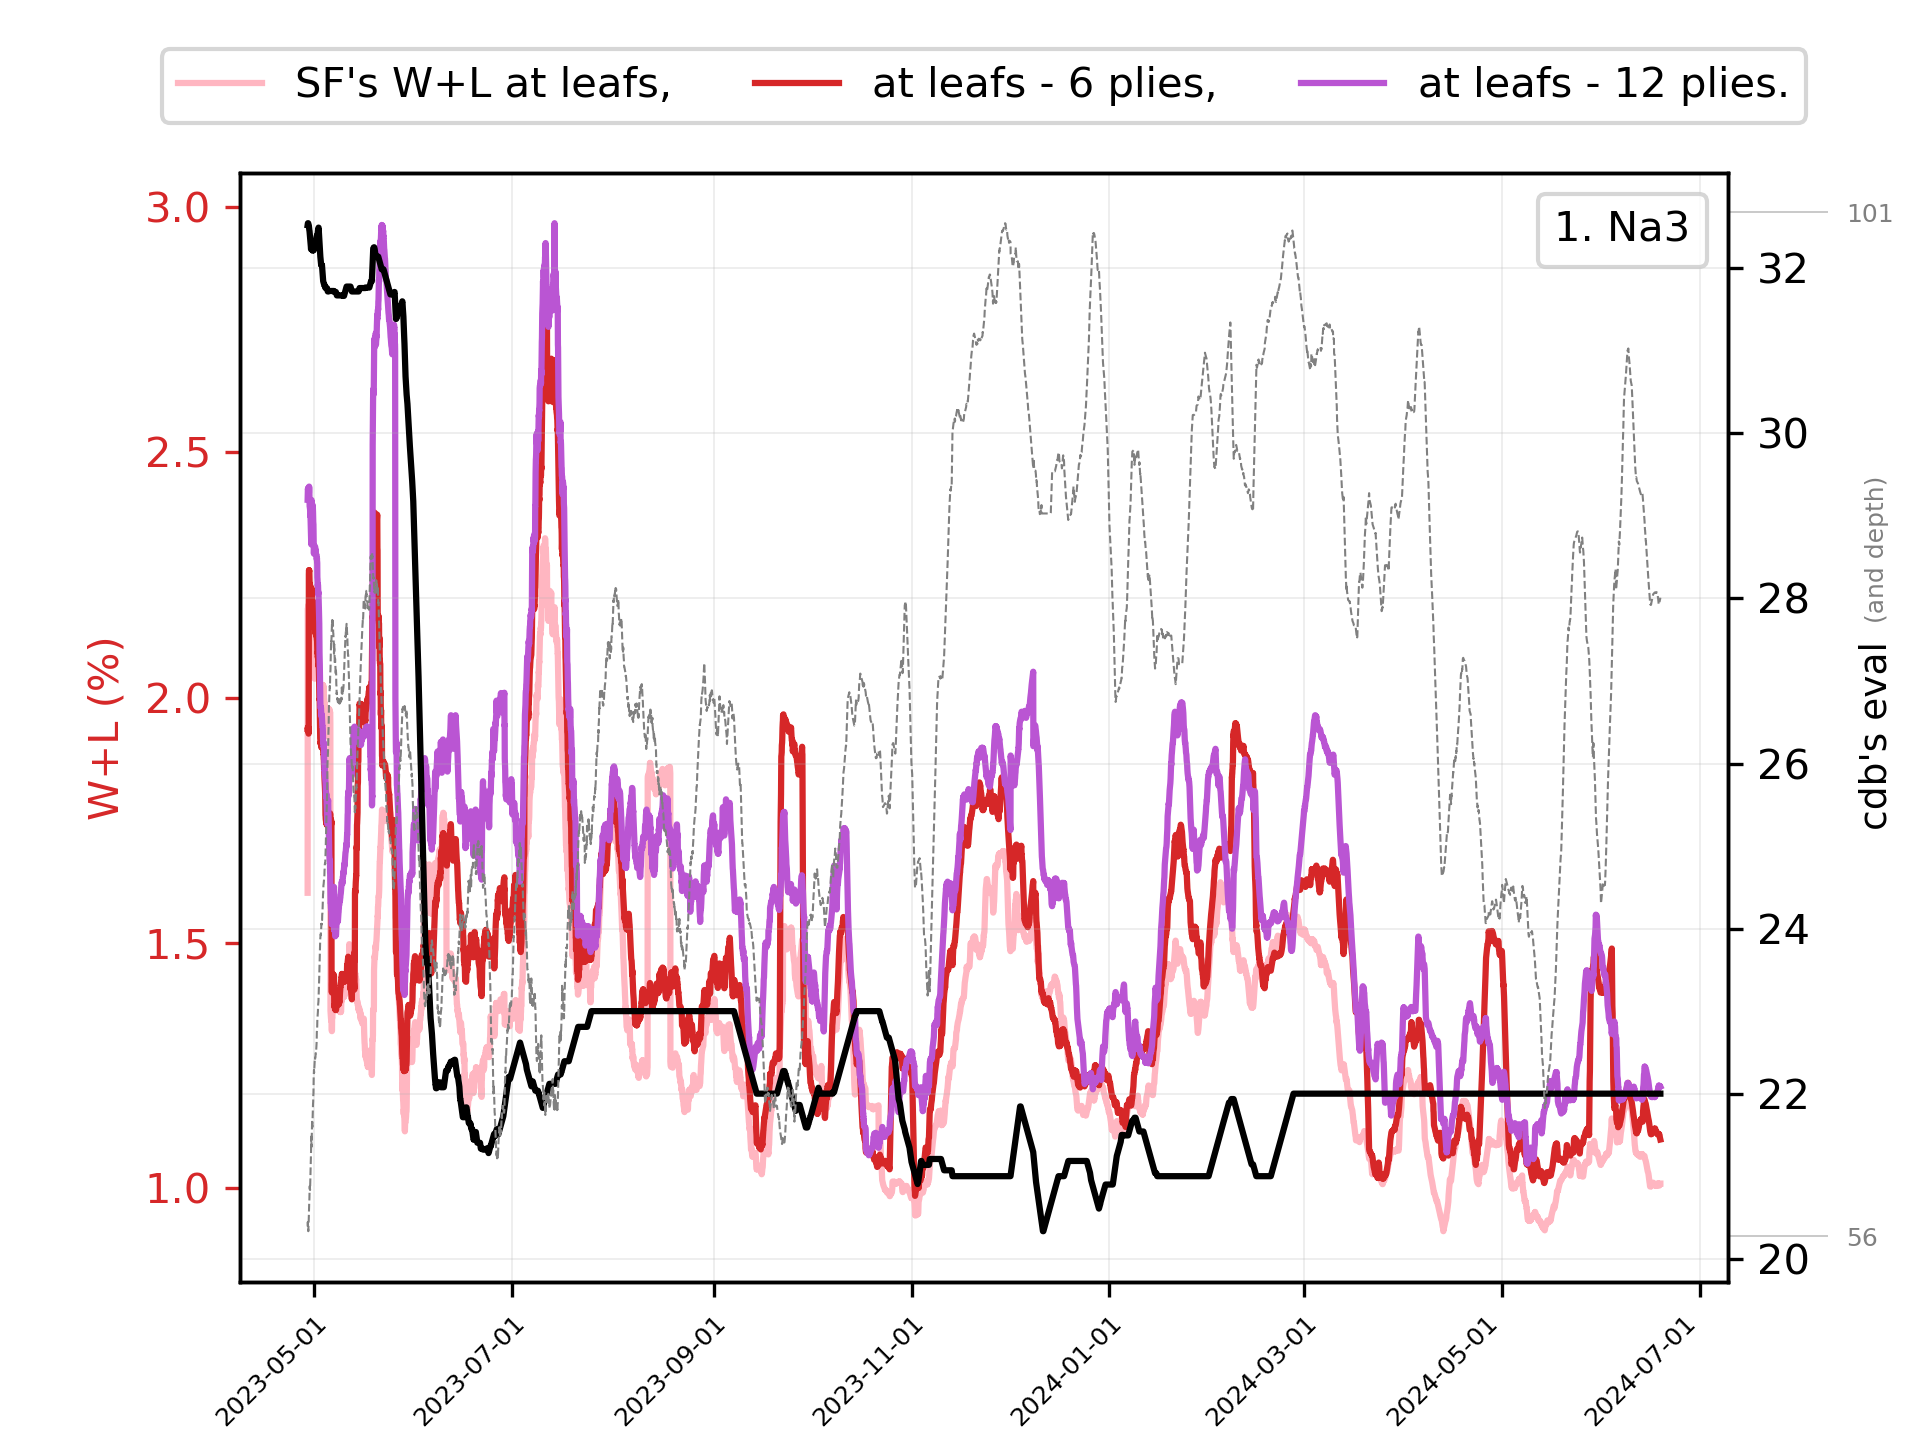 SF's W+L at leafs, at leafs - 6 plies, at leafs - 12 plies.
1. Na3
W+L (%)
3.0
2.5
2.0
1.5
1.0
101
32
30
28
26
24
22
56
20
cdb's eval (and depth)
2023-05-01 2023-07-01 2023-09-01 2023-11-01 2024-01-01 2024-03-01 2024-05-01 2024-07-01